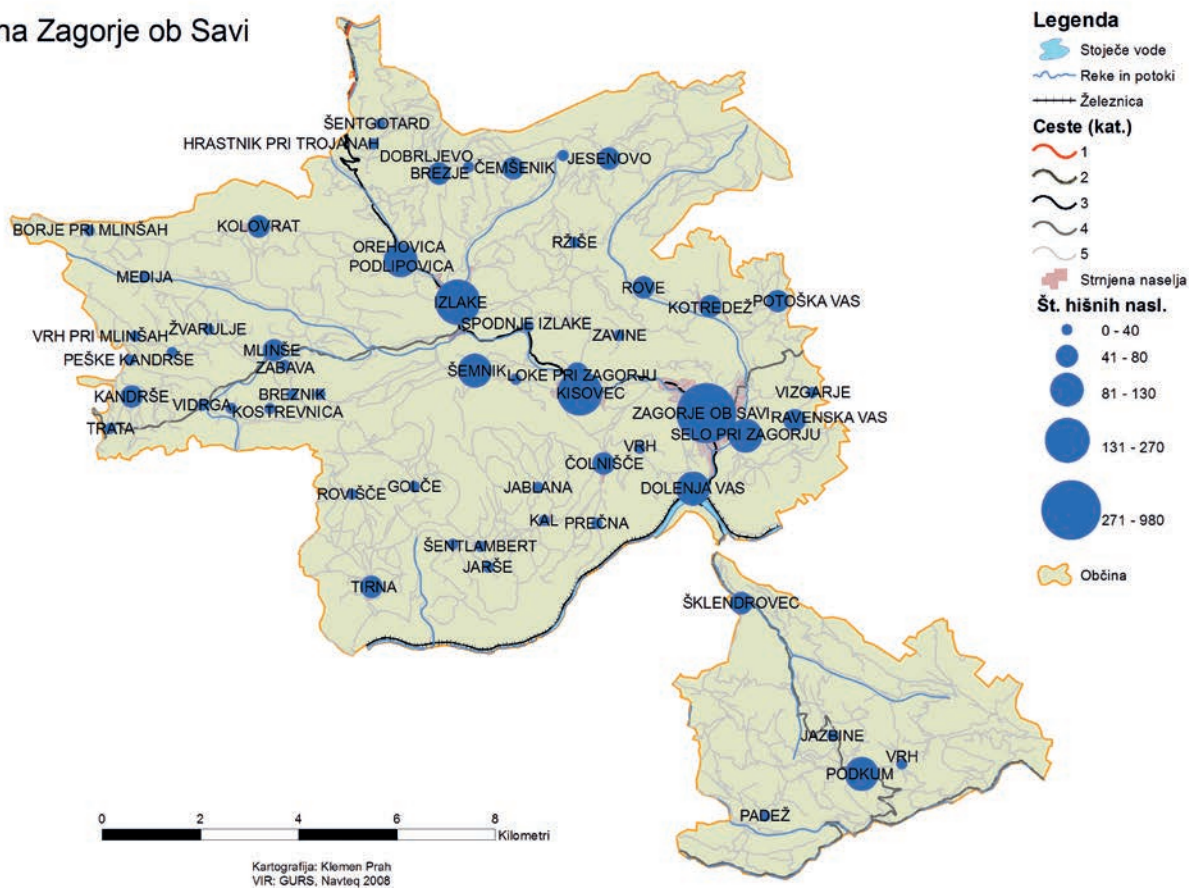 na Zagorje ob Savi
ŠENTGOTARD
HRASTNIK PRI TROJANAH
DOBRLJEVO
BREZJE
ČEMŠENIK
JESENOVO
BORJE PRI MLINŠAH
KOLOVRAT
OREHOVICA
PODLIPOVICA
RŽIŠE
MEDIJA
IZLAKE
ROVE
KOTREDEŽ
POTOŠKA VAS
SPODNJE IZLAKE
ŽVARULJE
VRH PRI MLINŠAH
ZAVINE
MLINŠE
PEŠKE KANDRŠE
ZABAVA
ŠEMNIK
LOKE PRI ZAGORJU
KISOVEC
KANDRŠE
BREZNIK
VIZGARJE
VIDRGA
KOSTREVNICA
ZAGORJE OB SAVI
RAVENSKA VAS
TRATA
SELO PRI ZAGORJU
VRH
ČOLNIŠČE
ROVIŠČE
GOLČE
JABLANA
DOLENJA VAS
KAL
PREČNA
ŠENTLAMBERT
JARŠE
TIRNA
ŠKLENDROVEC
JAZBINE
VRH
PODKUM
PADEŽ
0 2 4 6 8
Kilometri
Kartografija: Klemen Prah
VIR: GURS, Navteq 2008
Legenda
Stoječe vode
Reke in potoki
Železnica
Ceste (kat.)
1
2
3
4
5
Strnjena naselja
Št. hišnih nasl.
0 - 40
41 - 80
81 - 130
131 - 270
271 - 980
Občina